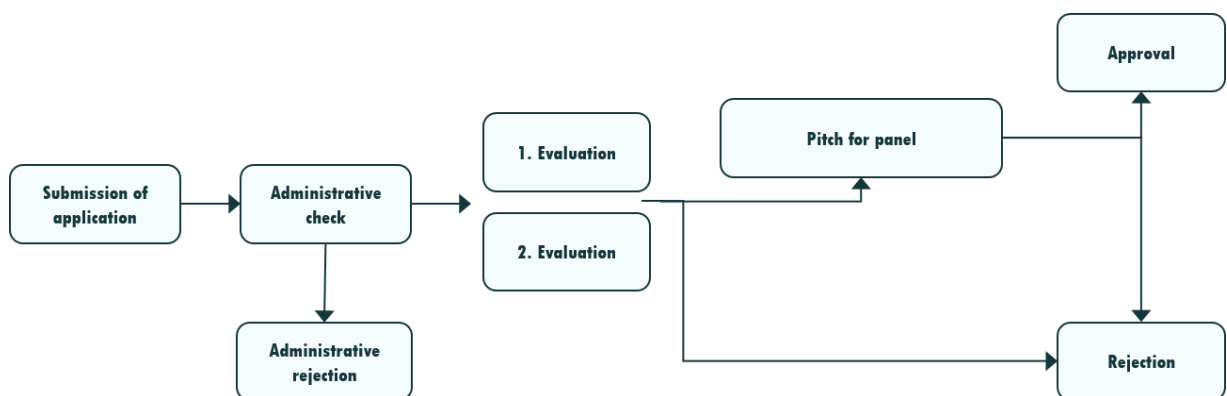 Submission of
application
Administrative
check
Administrative
rejection
1. Evaluation
2. Evaluation
Pitch for panel
Approval
Rejection